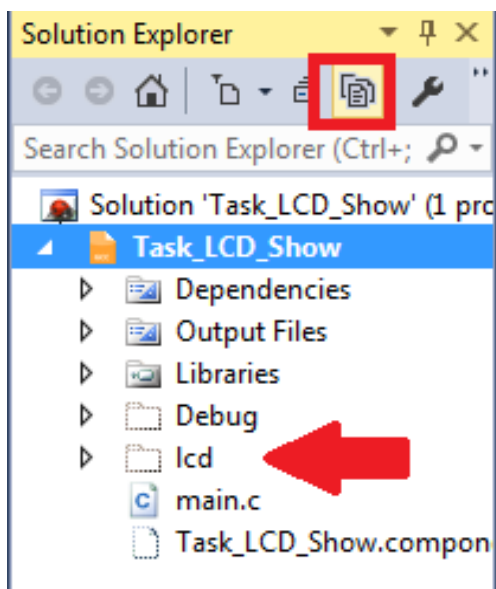 Solution Explorer
Search Solution Explorer (Ctrl+;
Solution 'Task_LCD_Show' (1 prc
Task_LCD_Show
Dependencies
Output Files
Libraries
Debug
lcd
main.c
Task_LCD_Show.compon